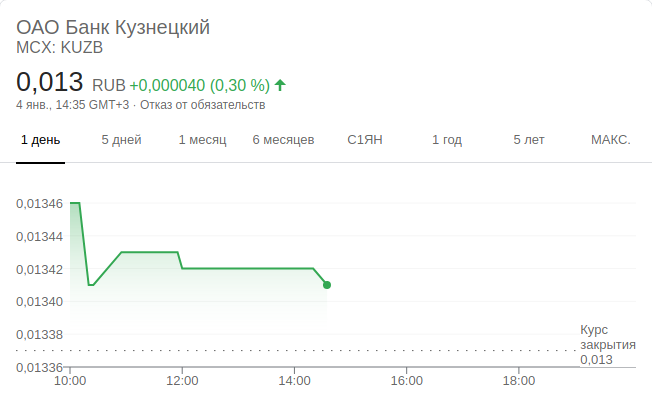 ОАО Банк Кузнецкий
MCX: KUZB
0,013 RUB +0,000040 (0,30 %)
4 янв., 14:35 GMT+3 · Отказ от обязательств
1 день 5 дней 1 месяц 6 месяцев С1ЯН 1 год 5 лет МАКС.
0,01346
0,01344
0,01342
0,01340
0,01338
0,01336
Курс
закрытия
0,013
10:00 12:00 14:00 16:00 18:00